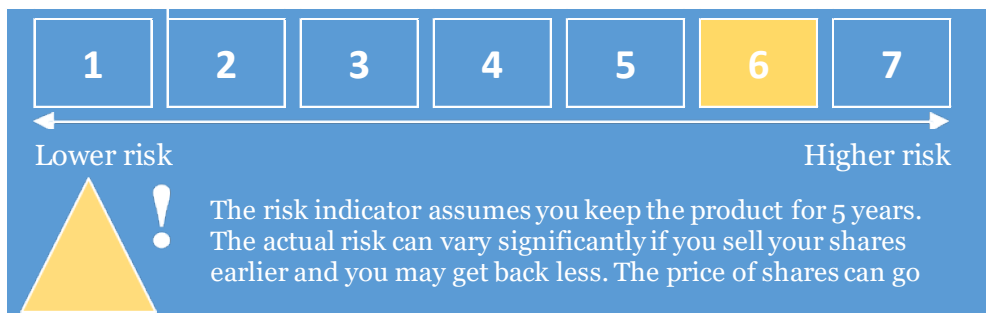 1 2 3 4 5 6 7
Lower risk Higher risk
!
The risk indicator assumes you keep the product for 5 years.
The actual risk can vary significantly if you sell your shares
earlier and you may get back less. The price of shares can go